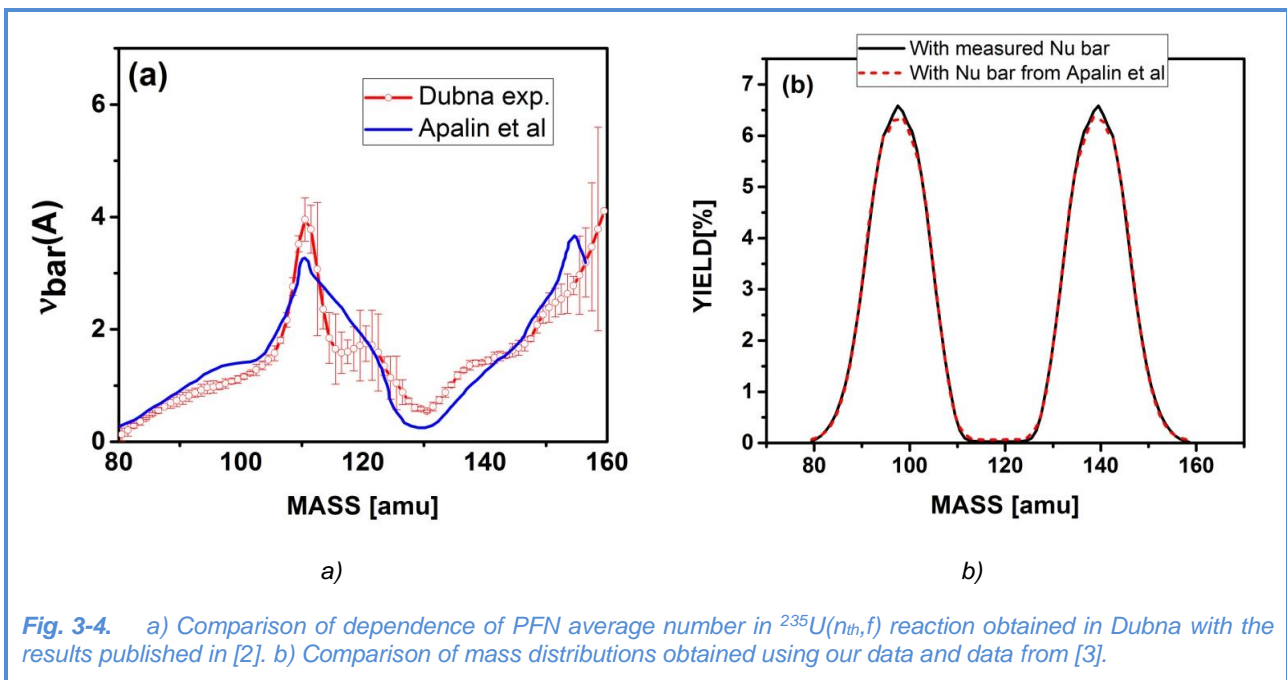 (a)
Dubna exp.
Apalin et al
νbar(A)
6
4
2
0
80 100 120 140 160
MASS [amu]
a)
With measured Nu bar
With Nu bar from Apalin et al
(b)
YIELD[%]
7
6
5
4
3
2
1
0
80 100 120 140 160
MASS [amu]
b)
Fig. 3-4. a) Comparison of dependence of PFN average number in ²³⁵U(nth,f) reaction obtained in Dubna with the
results published in [2]. b) Comparison of mass distributions obtained using our data and data from [3].